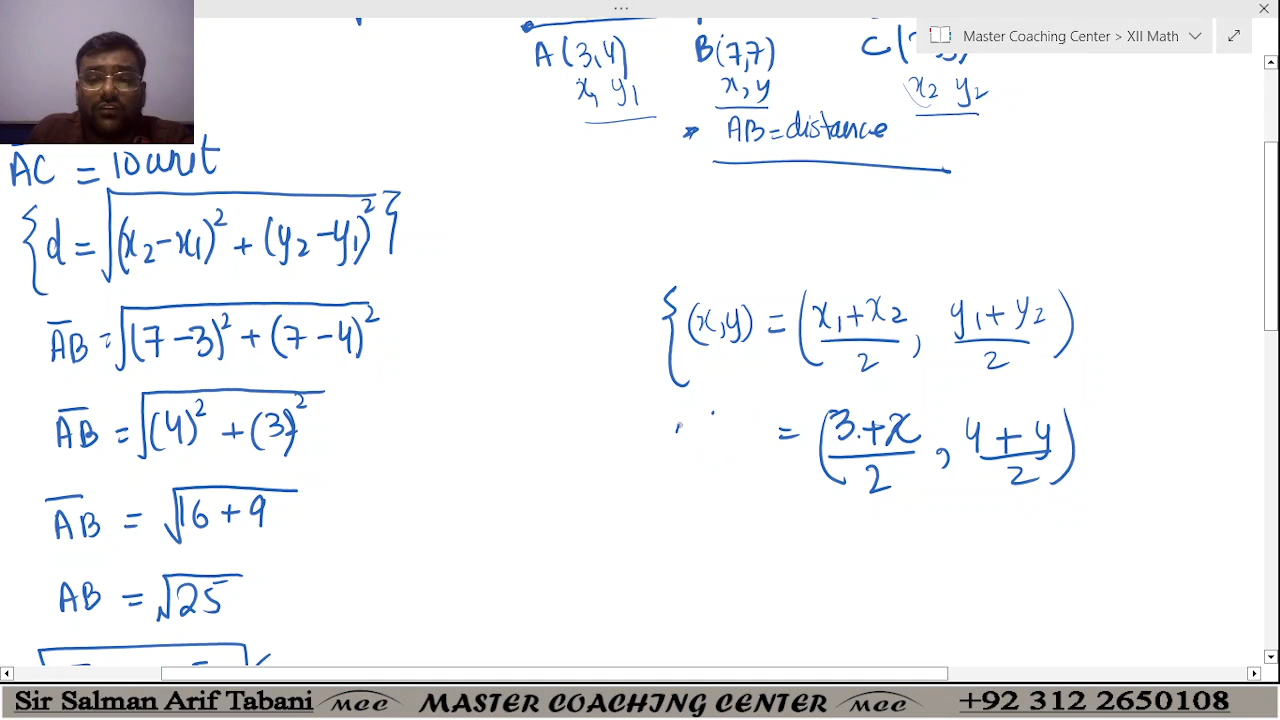 Master Coaching Center > XII Math
A(3,4) B(7,7) C(
x, y1 x,y x2 y2
AB = distance
AC = 10 unit
{d = √(x2-x1)² + (y2-y1)²}
{(x,y) = (x1+x2/2, y1+y2/2)
AB = √(7-3)² + (7-4)²
= (3+x/2, 4+y/2)
AB = √(4)² + (3)²
AB = √16+9
AB = √25
Sir Salman Arif Tabani mcc MASTER COACHING CENTER mcc +92 312 2650108